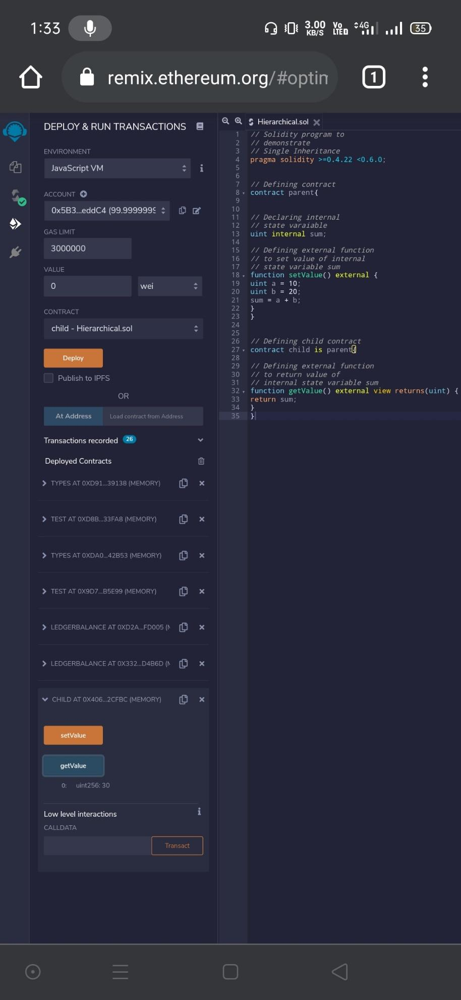 1:33
3.00
KB/S
Vo
LTE
4G
35
remix.ethereum.org/#optim
1
DEPLOY & RUN TRANSACTIONS
ENVIRONMENT
JavaScript VM
ACCOUNT
0x5B3...eddC4 (99.9999999
GAS LIMIT
3000000
VALUE
0
wei
CONTRACT
child - Hierarchical.sol
Deploy
Publish to IPFS
OR
At Address
Load contract from Address
Transactions recorded 26
Deployed Contracts
TYPES AT 0XD91...39138 (MEMORY)
TEST AT 0XD8B...33FA8 (MEMORY)
TYPES AT 0XDA0...42B53 (MEMORY)
TEST AT 0X9D7...B5E99 (MEMORY)
LEDGERBALANCE AT 0XD2A...FD005 (M
LEDGERBALANCE AT 0X332...D4B6D (M
CHILD AT 0X406...2CFBC (MEMORY)
setValue
getValue
0: uint256: 30
Low level interactions
CALLDATA
Transact
Hierarchical.sol
1 // Solidity program to
2 // demonstrate
3 // Single Inheritance
4 pragma solidity >=0.4.22 <0.6.0;
5
6
7 // Defining contract
8 contract parent{
9
10
11 // Declaring internal
12 // state varaiable
13 uint internal sum;
14
15 // Defining external function
16 // to set value of internal
17 // state variable sum
18 function setValue() external {
19 uint a = 10;
20 uint b = 20;
21 sum = a + b;
22 }
23 }
24
25
26 // Defining child contract
27 contract child is parent{
28
29 // Defining external function
30 // to return value of
31 // internal state variable sum
32 function getValue() external view returns(uint) {
33 return sum;
34 }
35 }